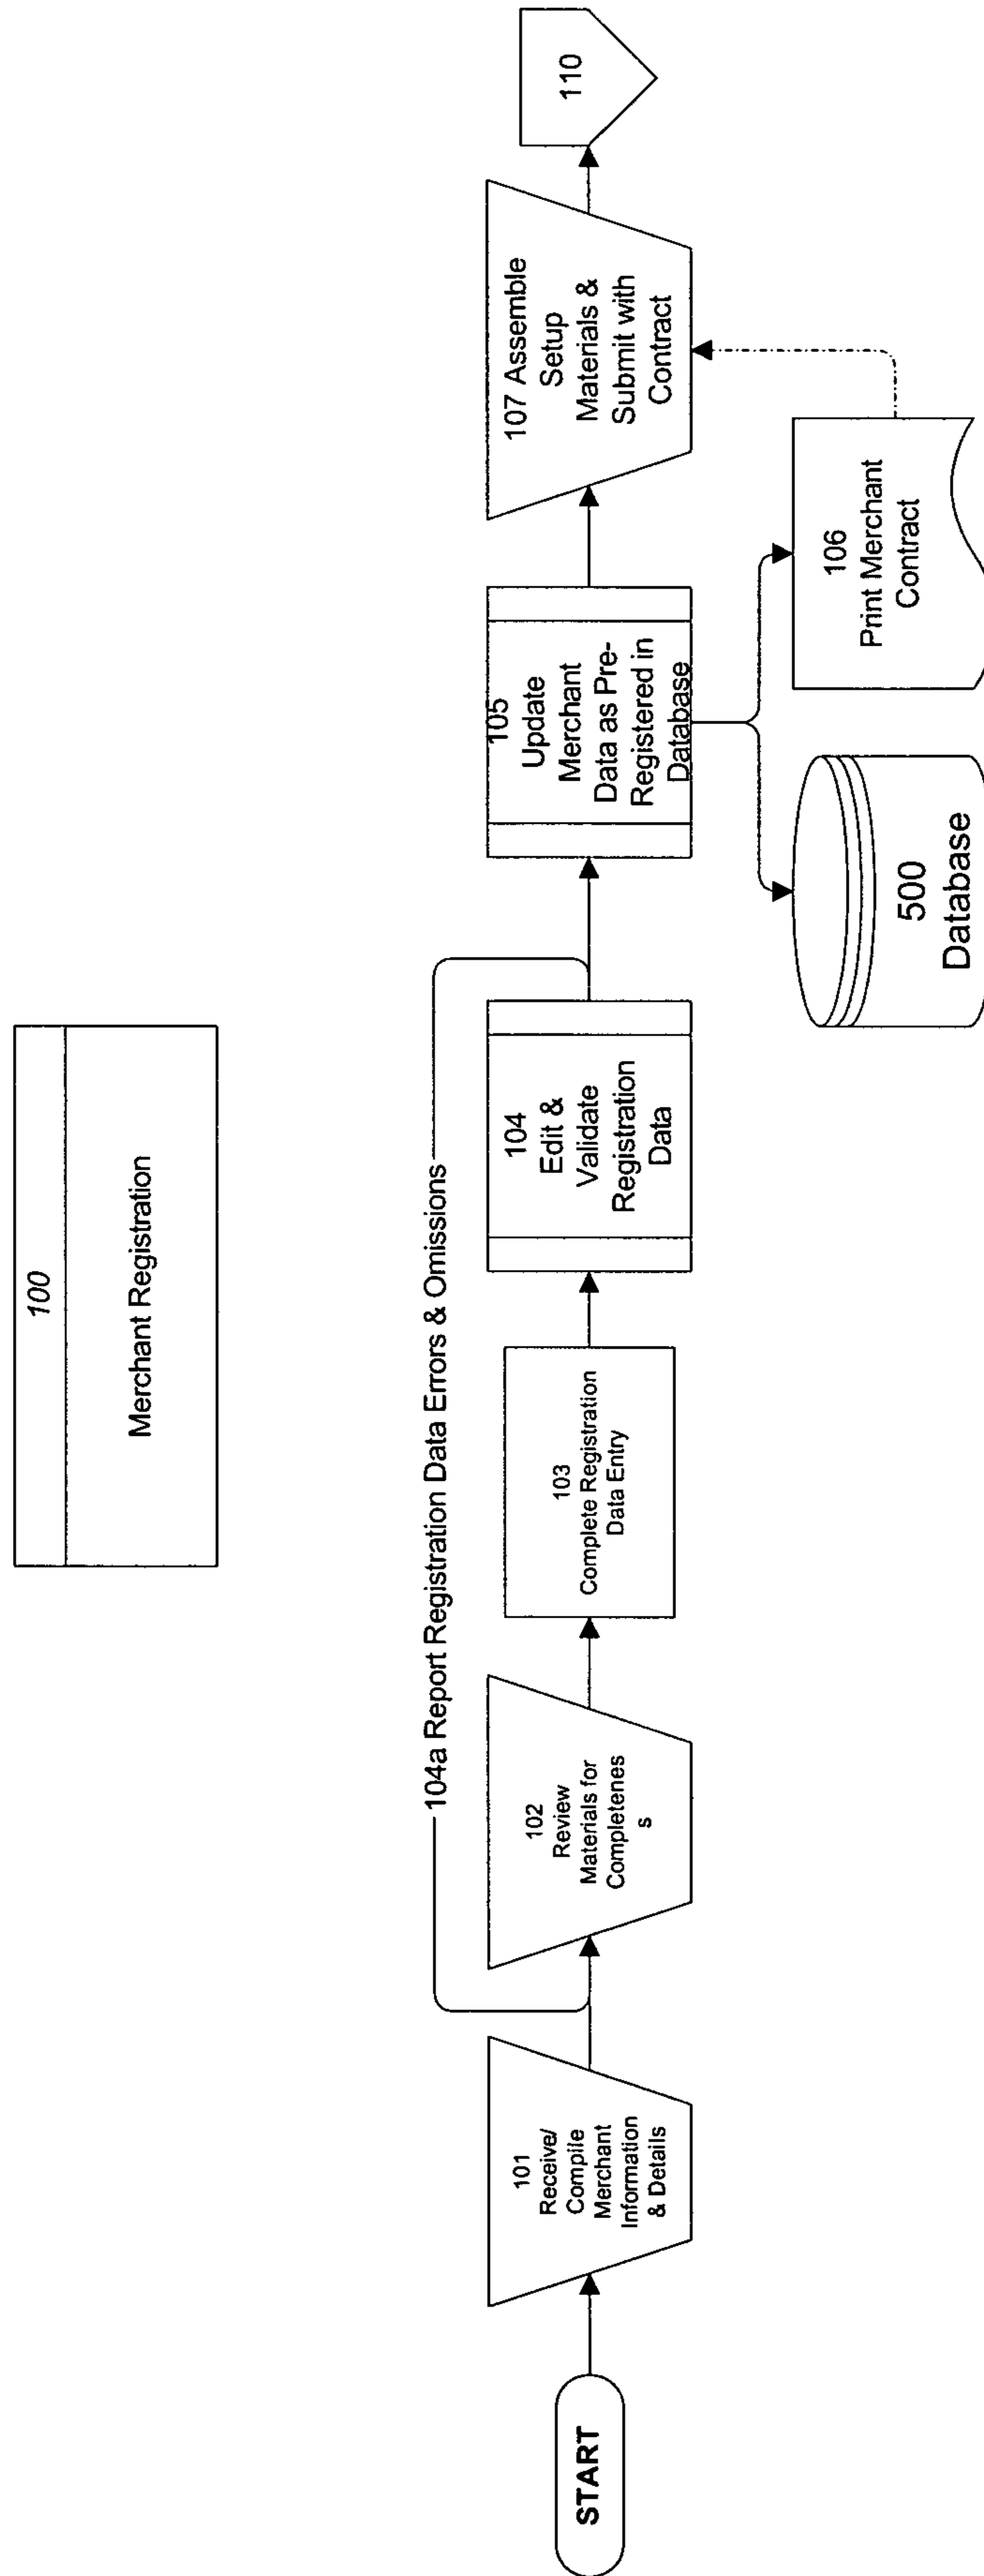 100
Merchant Registration
104a Report Registration Data Errors & Omissions
START
101
Receive/
Compile
Merchant
Information
& Details
102
Review
Materials for
Completenes
s
103
Complete Registration
Data Entry
104
Edit &
Validate
Registration
Data
105
Update
Merchant
Data as Pre-
Registered in
Database
107 Assemble
Setup
Materials &
Submit with
Contract
110
500
Database
106
Print Merchant
Contract